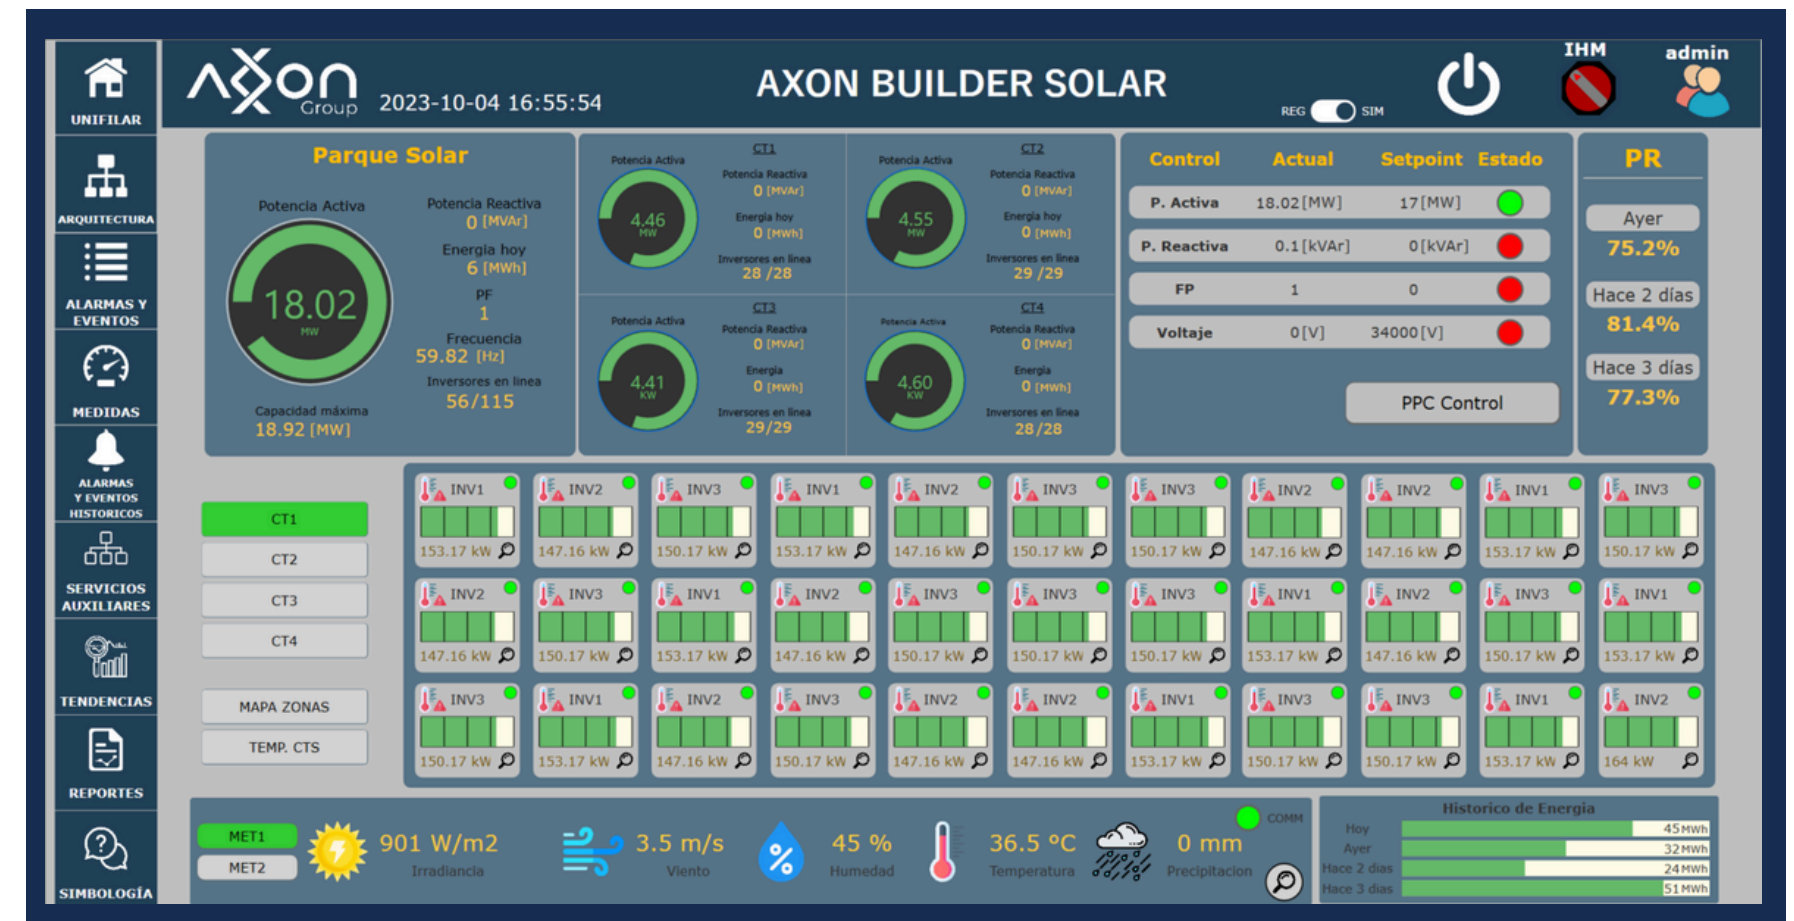 UNIFILAR
ARQUITECTURA
ALARMAS Y
EVENTOS
MEDIDAS
ALARMAS
Y EVENTOS
HISTORICOS
SERVICIOS
AUXILIARES
TENDENCIAS
REPORTES
SIMBOLOGÍA
AXON
Group
2023-10-04 16:55:54
AXON BUILDER SOLAR
REG SIM
IHM
admin
Parque Solar
Potencia Activa
18.02
MW
Capacidad máxima
18.92 [MW]
Potencia Reactiva
0 [MVAr]
Energia hoy
6 [MWh]
PF
1
Frecuencia
59.82 [Hz]
Inversores en linea
56/115
CT1
Potencia Activa
4.46
MW
Potencia Reactiva
0 [MVAr]
Energia hoy
0 [MWh]
Inversores en linea
28 /28
CT2
Potencia Activa
4.55
MW
Potencia Reactiva
0 [MVAr]
Energia hoy
0 [MWh]
Inversores en linea
29 /29
CT3
Potencia Activa
4.41
KW
Potencia Reactiva
0 [MVAr]
Energia
0 [MWh]
Inversores en linea
29/29
CT4
Potencia Activa
4.60
KW
Potencia Reactiva
0 [MVAr]
Energia
0 [MWh]
Inversores en linea
28/28
Control Actual Setpoint Estado
P. Activa 18.02[MW] 17[MW]
P. Reactiva 0.1[kVAr] 0[kVAr]
FP 1 0
Voltaje 0[V] 34000[V]
PPC Control
PR
Ayer
75.2%
Hace 2 días
81.4%
Hace 3 días
77.3%
CT1
CT2
CT3
CT4
MAPA ZONAS
TEMP. CTS
INV1 INV2 INV3 INV1 INV2 INV3 INV3 INV2 INV2 INV1 INV3
153.17 kW 147.16 kW 150.17 kW 153.17 kW 147.16 kW 150.17 kW 150.17 kW 147.16 kW 147.16 kW 153.17 kW 150.17 kW
INV2 INV3 INV1 INV2 INV3 INV3 INV3 INV1 INV2 INV3 INV1
147.16 kW 150.17 kW 153.17 kW 147.16 kW 150.17 kW 150.17 kW 150.17 kW 153.17 kW 147.16 kW 150.17 kW 153.17 kW
INV3 INV1 INV2 INV3 INV2 INV2 INV1 INV3 INV3 INV1 INV2
150.17 kW 153.17 kW 147.16 kW 150.17 kW 147.16 kW 147.16 kW 153.17 kW 150.17 kW 150.17 kW 153.17 kW 164 kW
MET1
MET2
901 W/m2
Irradiancia
3.5 m/s
Viento
%
45 %
Humedad
36.5 °C
Temperatura
0 mm
Precipitacion
COMM
Historico de Energia
Hoy 45 MWh
Ayer 32 MWh
Hace 2 dias 24 MWh
Hace 3 dias 51 MWh